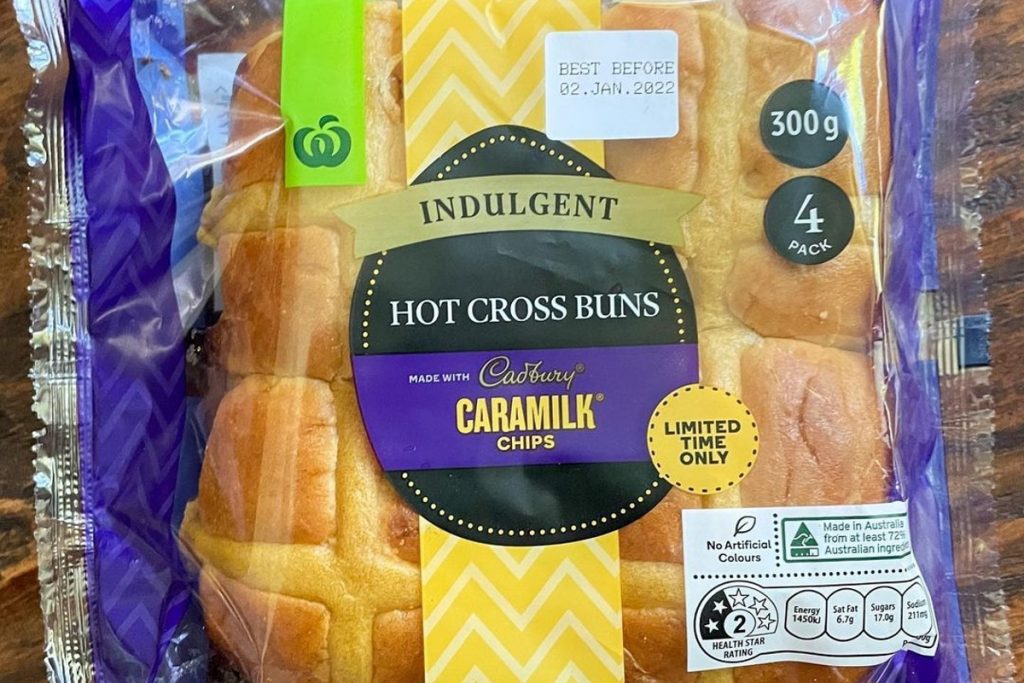 BEST BEFORE
02.JAN.2022
300g
4
PACK
INDULGENT
HOT CROSS BUNS
MADE WITH Cadbury®
CARAMILK®
CHIPS
LIMITED
TIME
ONLY
No Artificial
Colours
Made in Australia
from at least 72%
Australian ingre
2
HEALTH STAR
RATING
Energy
1450kJ
Sat Fat
6.7g
Sugars
17.0g
Sodium
211mg